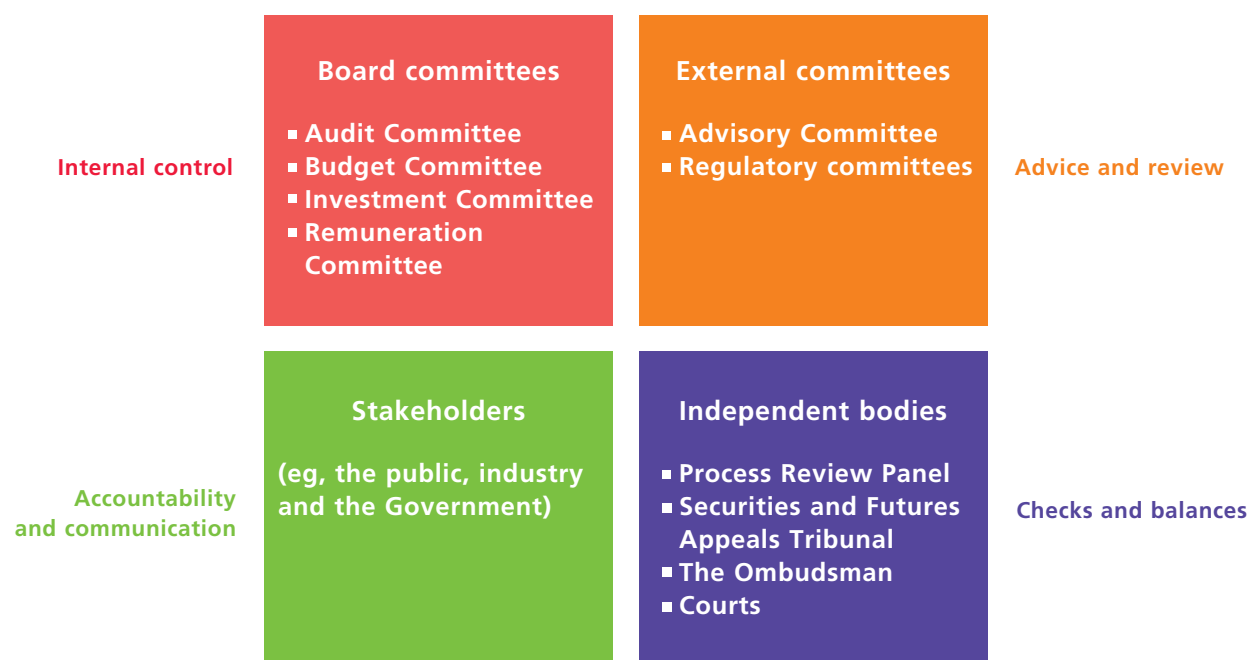 Internal control
Board committees
▪ Audit Committee
▪ Budget Committee
▪ Investment Committee
▪ Remuneration
Committee
External committees
▪ Advisory Committee
▪ Regulatory committees
Advice and review
Accountability
and communication
Stakeholders
(eg, the public, industry
and the Government)
Independent bodies
▪ Process Review Panel
▪ Securities and Futures
Appeals Tribunal
▪ The Ombudsman
▪ Courts
Checks and balances